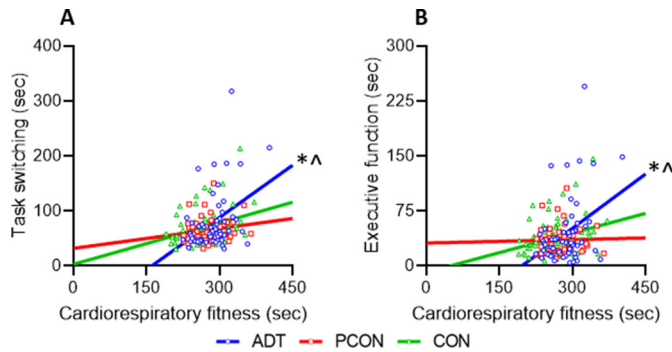 A
Task switching (sec)
400
300
200
100
0
0 150 300 450
Cardiorespiratory fitness (sec)
*^
B
Executive function (sec)
300
225
150
75
0
0 150 300 450
Cardiorespiratory fitness (sec)
*^
ADT PCON CON